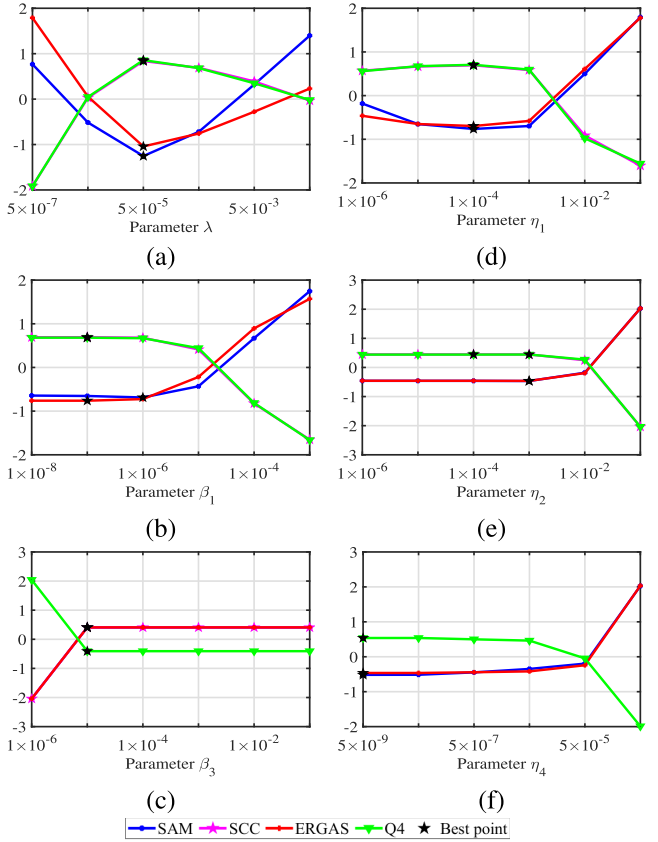 2
1
0
-1
-2
5×10⁻⁷ 5×10⁻⁵ 5×10⁻³
Parameter λ
(a)
2
1
0
-1
-2
1×10⁻⁶ 1×10⁻⁴ 1×10⁻²
Parameter η₁
(d)
2
1
0
-1
-2
1×10⁻⁸ 1×10⁻⁶ 1×10⁻⁴
Parameter β₁
(b)
3
2
1
0
-1
-2
-3
1×10⁻⁶ 1×10⁻⁴ 1×10⁻²
Parameter η₂
(e)
3
2
1
0
-1
-2
-3
1×10⁻⁶ 1×10⁻⁴ 1×10⁻²
Parameter β₃
(c)
3
2
1
0
-1
-2
5×10⁻⁹ 5×10⁻⁷ 5×10⁻⁵
Parameter η₄
(f)
SAM SCC ERGAS Q4 Best point